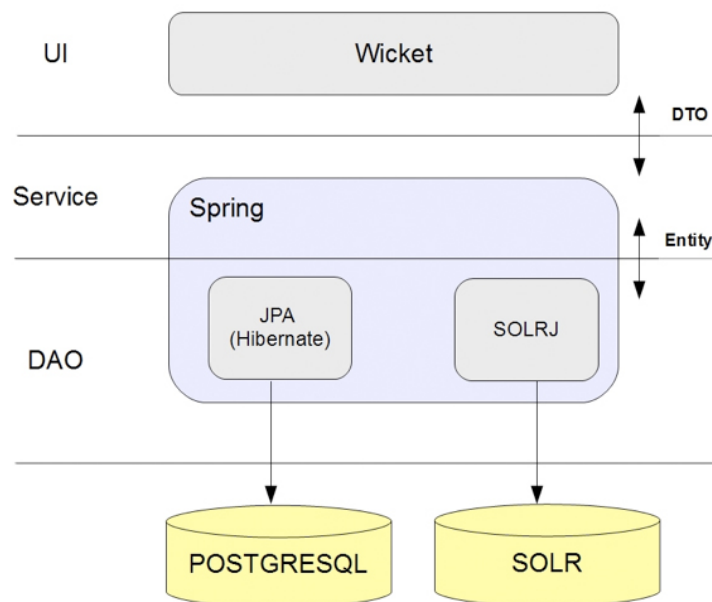 UI
Wicket
DTO
Service
Spring
Entity
DAO
JPA
(Hibernate)
SOLRJ
POSTGRESQL
SOLR